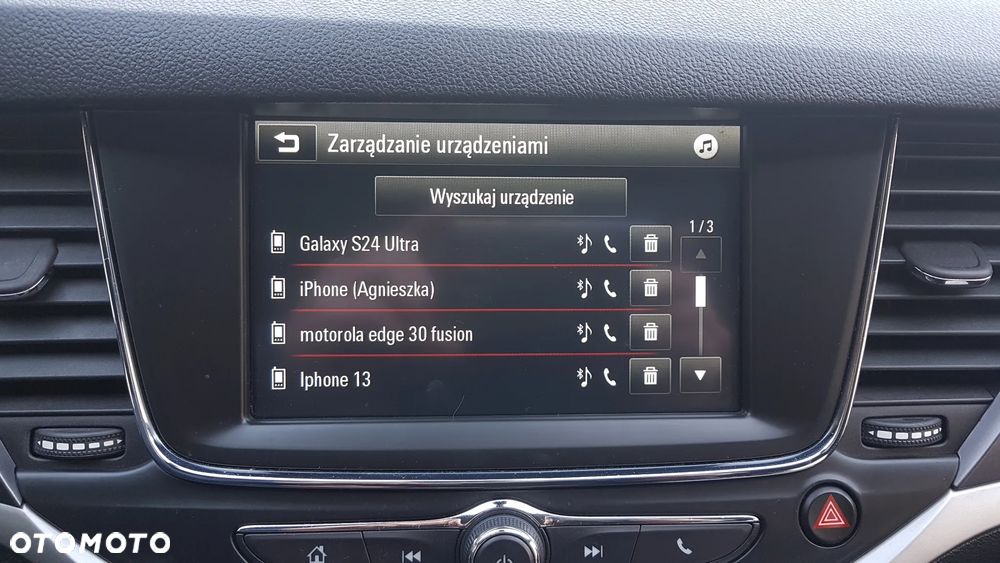 Zarządzanie urządzeniami
Wyszukaj urządzenie
1/3
Galaxy S24 Ultra
iPhone (Agnieszka)
motorola edge 30 fusion
Iphone 13
OTOMOTO